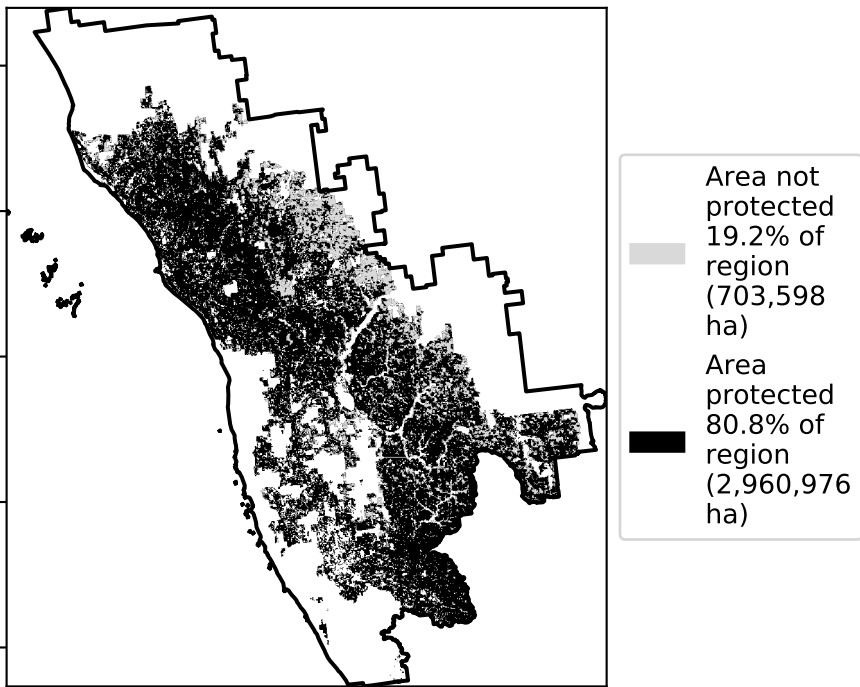 Area not
protected
19.2% of
region
(703,598
ha)
Area
protected
80.8% of
region
(2,960,976
ha)